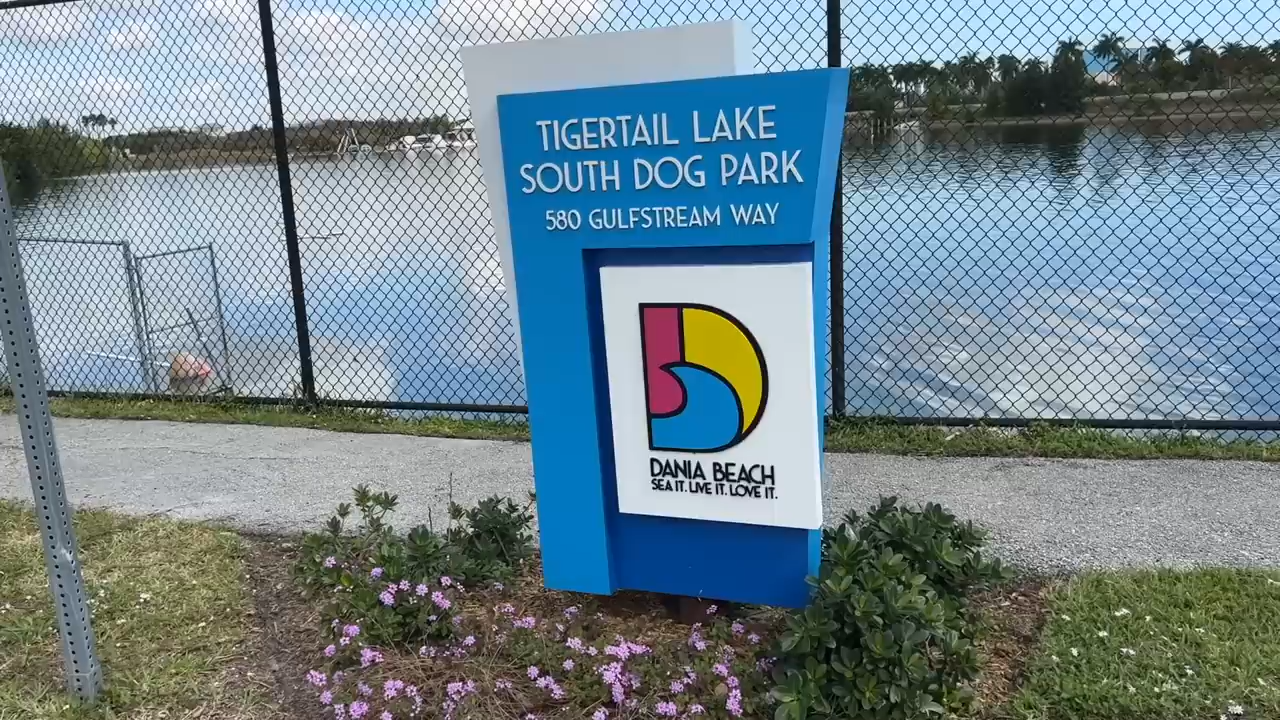 TIGERTAIL LAKE
SOUTH DOG PARK
580 GULFSTREAM WAY
DANIA BEACH
SEA IT. LIVE IT. LOVE IT.